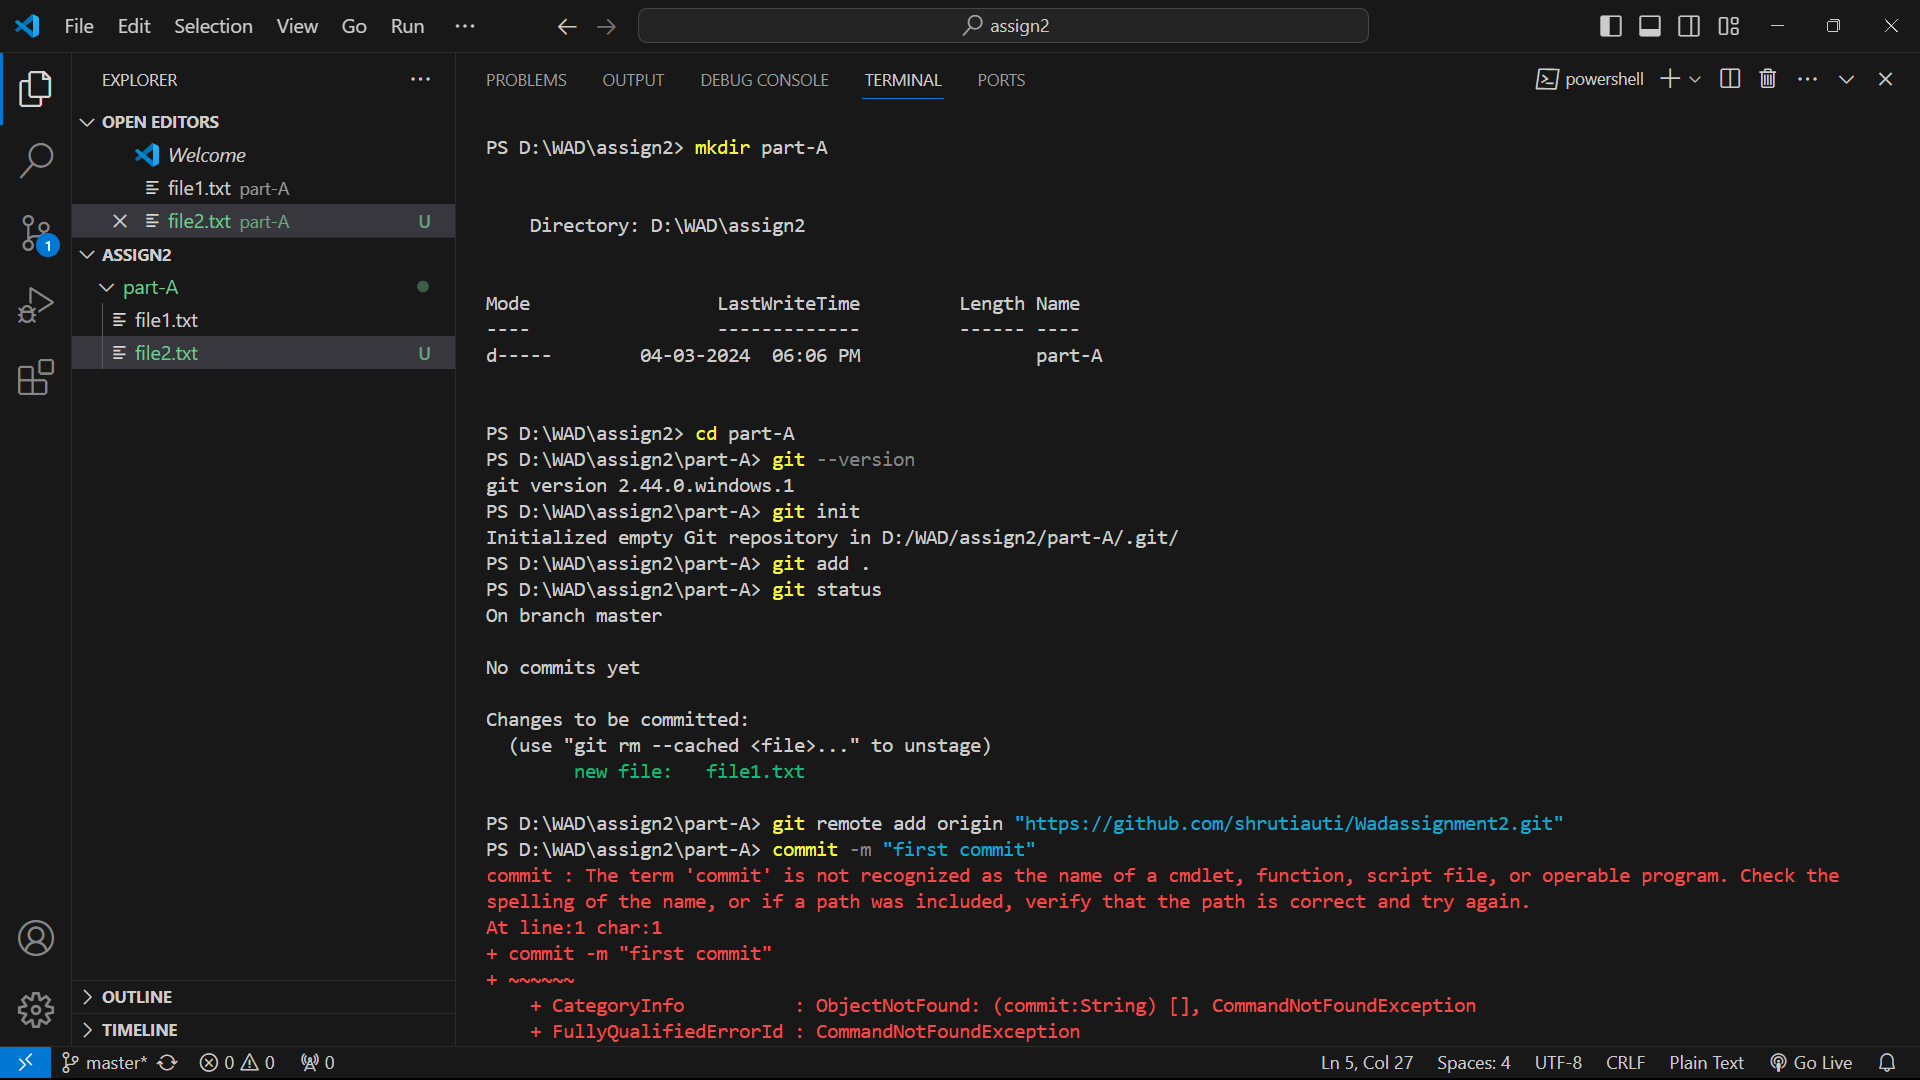 File Edit Selection View Go Run ··· assign2
EXPLORER ···
OPEN EDITORS
Welcome
file1.txt part-A
file2.txt part-A U
ASSIGN2
part-A
file1.txt
file2.txt U
OUTLINE
TIMELINE
1
PROBLEMS OUTPUT DEBUG CONSOLE TERMINAL PORTS powershell ···
PS D:\WAD\assign2> mkdir part-A
Directory: D:\WAD\assign2
Mode LastWriteTime Length Name
---- ------------- ------ ----
d----- 04-03-2024 06:06 PM part-A
PS D:\WAD\assign2> cd part-A
PS D:\WAD\assign2\part-A> git --version
git version 2.44.0.windows.1
PS D:\WAD\assign2\part-A> git init
Initialized empty Git repository in D:/WAD/assign2/part-A/.git/
PS D:\WAD\assign2\part-A> git add .
PS D:\WAD\assign2\part-A> git status
On branch master
No commits yet
Changes to be committed:
(use "git rm --cached <file>..." to unstage)
new file: file1.txt
PS D:\WAD\assign2\part-A> git remote add origin "https://github.com/shrutiauti/Wadassignment2.git"
PS D:\WAD\assign2\part-A> commit -m "first commit"
commit : The term 'commit' is not recognized as the name of a cmdlet, function, script file, or operable program. Check the
spelling of the name, or if a path was included, verify that the path is correct and try again.
At line:1 char:1
+ commit -m "first commit"
+ ~~~~~~
+ CategoryInfo : ObjectNotFound: (commit:String) [], CommandNotFoundException
+ FullyQualifiedErrorId : CommandNotFoundException
master* 0 0 0 Ln 5, Col 27 Spaces: 4 UTF-8 CRLF Plain Text Go Live